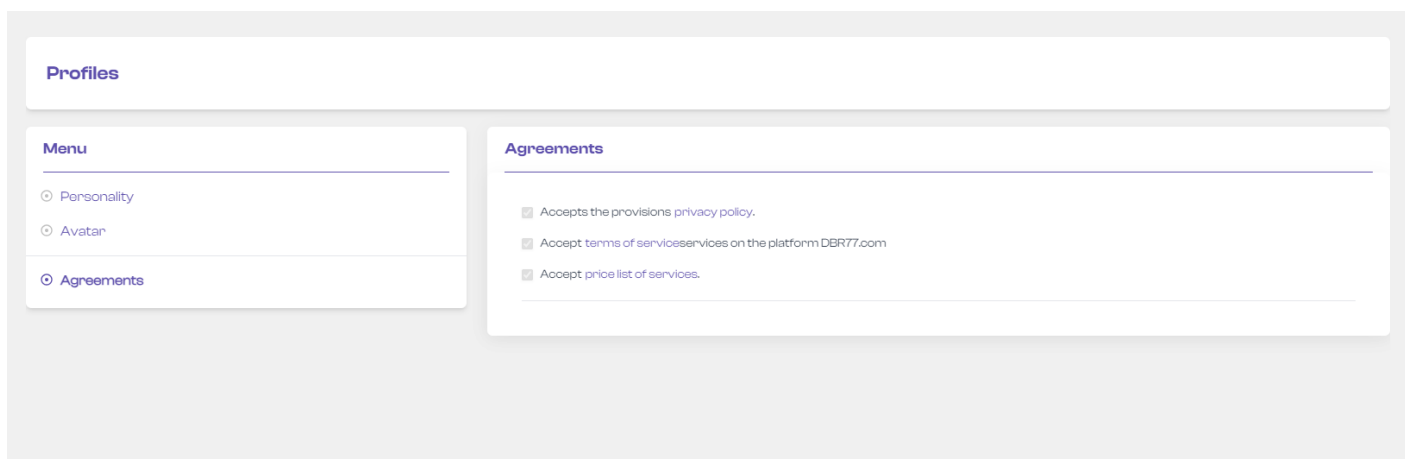 Profiles
Menu
Personality
Avatar
Agreements
Agreements
Accepts the provisions privacy policy.
Accept terms of serviceservices on the platform DBR77.com
Accept price list of services.